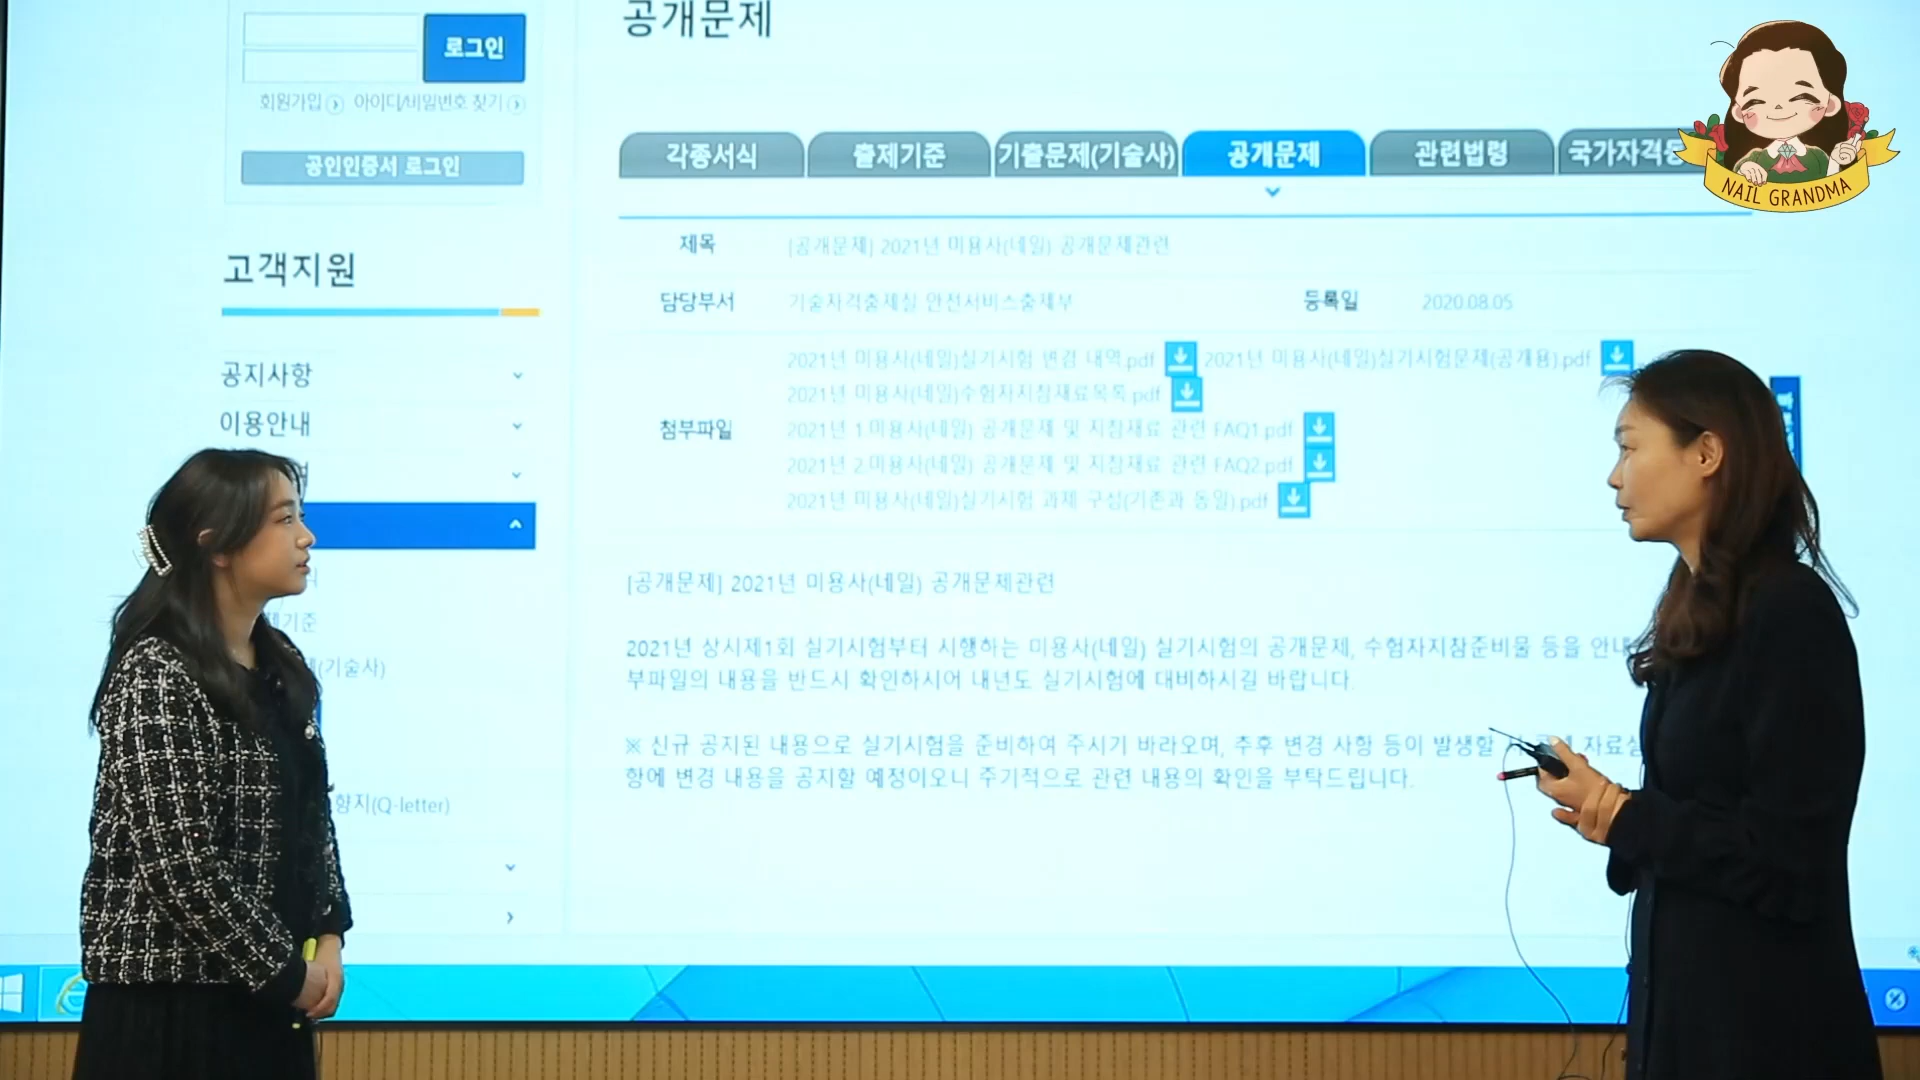 공개문제
로그인
회원가입 아이디/비밀번호 찾기
공인인증서 로그인
각종서식 출제기준 기출문제(기술사) 공개문제 관련법령 국가자격
NAIL GRANDMA
제목 [공개문제] 2021년 미용사(네일) 공개문제관련
담당부서 기술자격출제실 안전서비스출제부 등록일 2020.08.05
고객지원
공지사항
이용안내
첨부파일
2021년 미용사(네일)실기시험 변경 내역.pdf 2021년 미용사(네일)실기시험문제(공개용).pdf
2021년 미용사(네일)수험자지참재료목록.pdf
2021년 1.미용사(네일) 공개문제 및 지참재료 관련 FAQ1.pdf
2021년 2.미용사(네일) 공개문제 및 지참재료 관련 FAQ2.pdf
2021년 미용사(네일)실기시험 과제 구성(기존과 동일).pdf
[공개문제] 2021년 미용사(네일) 공개문제관련
2021년 상시제1회 실기시험부터 시행하는 미용사(네일) 실기시험의 공개문제, 수험자지참준비물 등을 안내
부파일의 내용을 반드시 확인하시어 내년도 실기시험에 대비하시길 바랍니다.
※ 신규 공지된 내용으로 실기시험을 준비하여 주시기 바라오며, 추후 변경 사항 등이 발생할 자료실
항에 변경 내용을 공지할 예정이오니 주기적으로 관련 내용의 확인을 부탁드립니다.
제기준
(기술사)
향지(Q-letter)